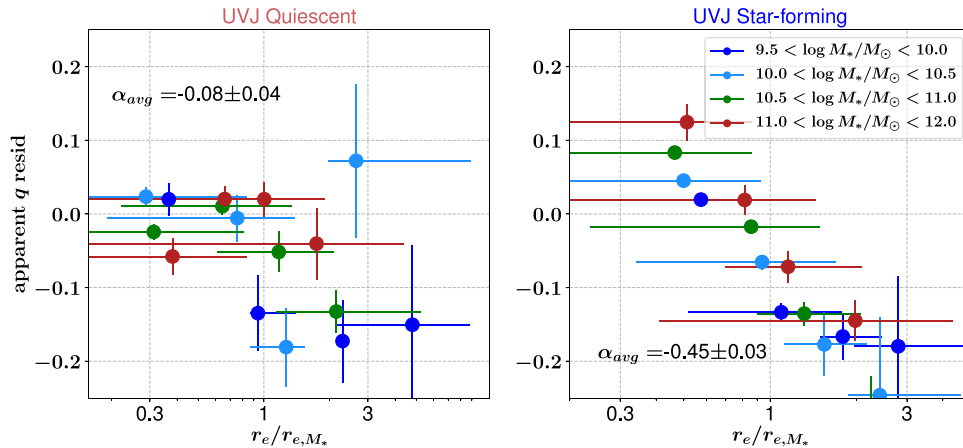 UVJ Quiescent
UVJ Star-forming
apparent q resid
0.2
0.1
0.0
−0.1
−0.2
α_avg =-0.08±0.04
0.3
1
3
r_e/r_{e,M_*}
0.2
0.1
0.0
−0.1
−0.2
9.5 < log M_*/M_⊙ < 10.0
10.0 < log M_*/M_⊙ < 10.5
10.5 < log M_*/M_⊙ < 11.0
11.0 < log M_*/M_⊙ < 12.0
α_avg =-0.45±0.03
0.3
1
3
r_e/r_{e,M_*}